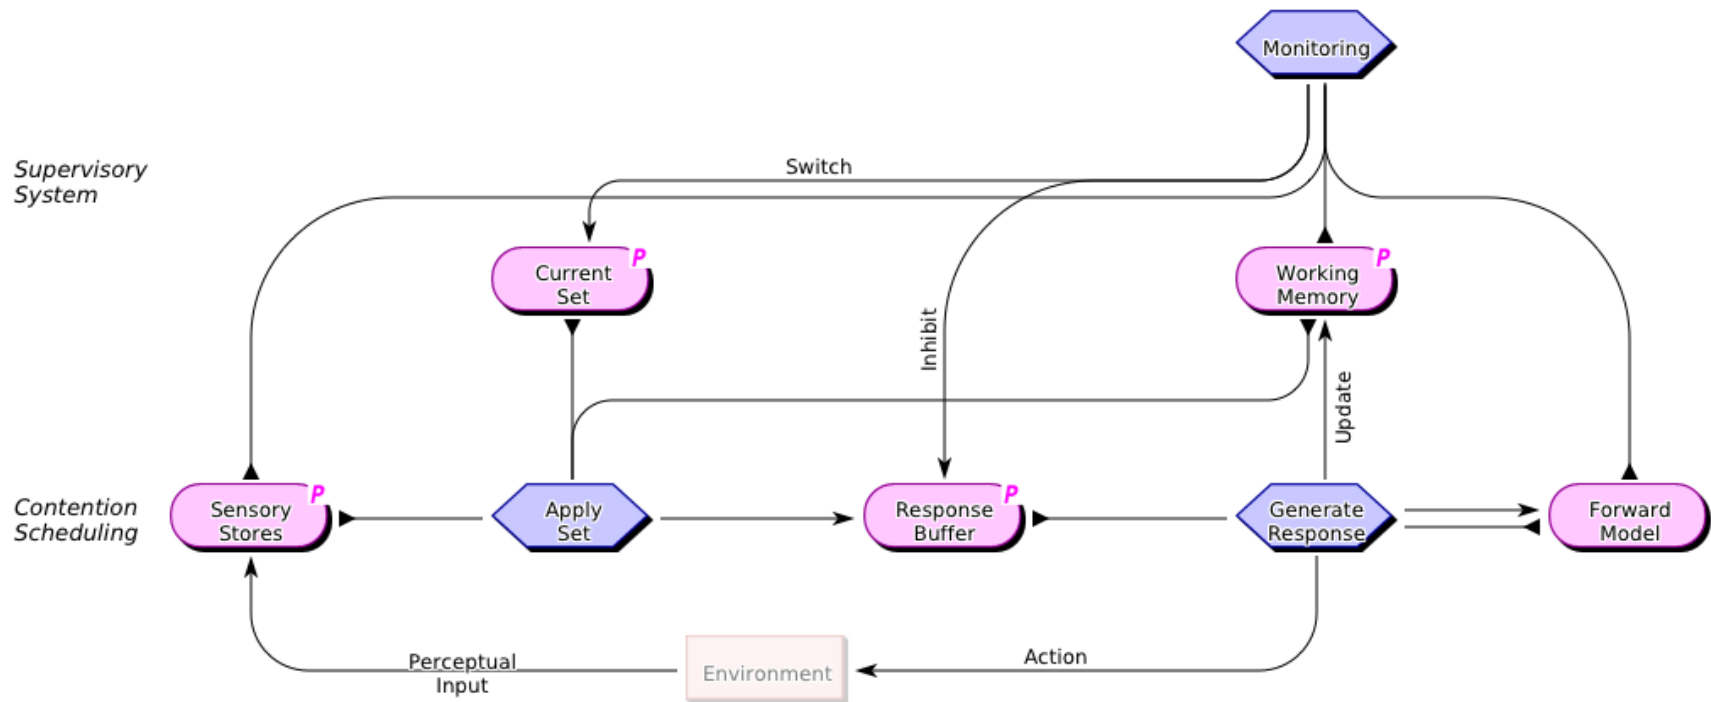 Monitoring
Supervisory
System
Switch
Current
Set
P
Working
Memory
P
Inhibit
Update
Contention
Scheduling
Sensory
Stores
P
Apply
Set
Response
Buffer
P
Generate
Response
Forward
Model
Perceptual
Input
Environment
Action